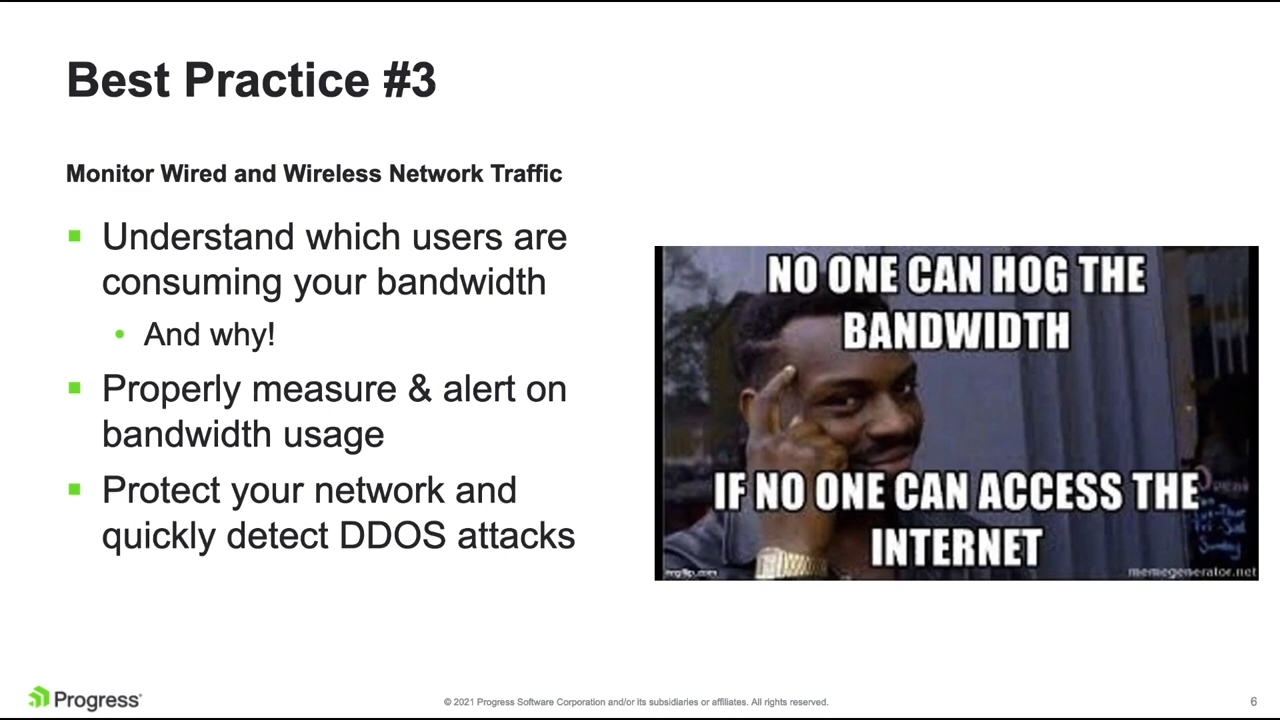 Best Practice #3
Monitor Wired and Wireless Network Traffic
Understand which users are
consuming your bandwidth
And why!
Properly measure & alert on
bandwidth usage
Protect your network and
quickly detect DDOS attacks
NO ONE CAN HOG THE
BANDWIDTH
IF NO ONE CAN ACCESS THE
INTERNET
imgflip.com
memegenerator.net
Progress
© 2021 Progress Software Corporation and/or its subsidiaries or affiliates. All rights reserved.
6